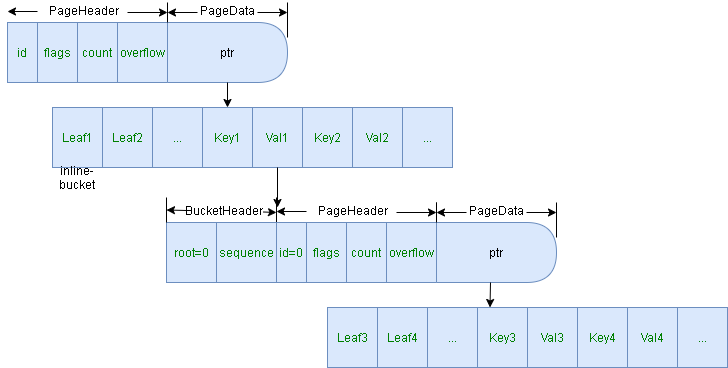 PageHeader PageData
id flags count overflow ptr
Leaf1 Leaf2 ... Key1 Val1 Key2 Val2 ...
inline-
bucket
BucketHeader PageHeader PageData
root=0 sequence id=0 flags count overflow ptr
Leaf3 Leaf4 ... Key3 Val3 Key4 Val4 ...